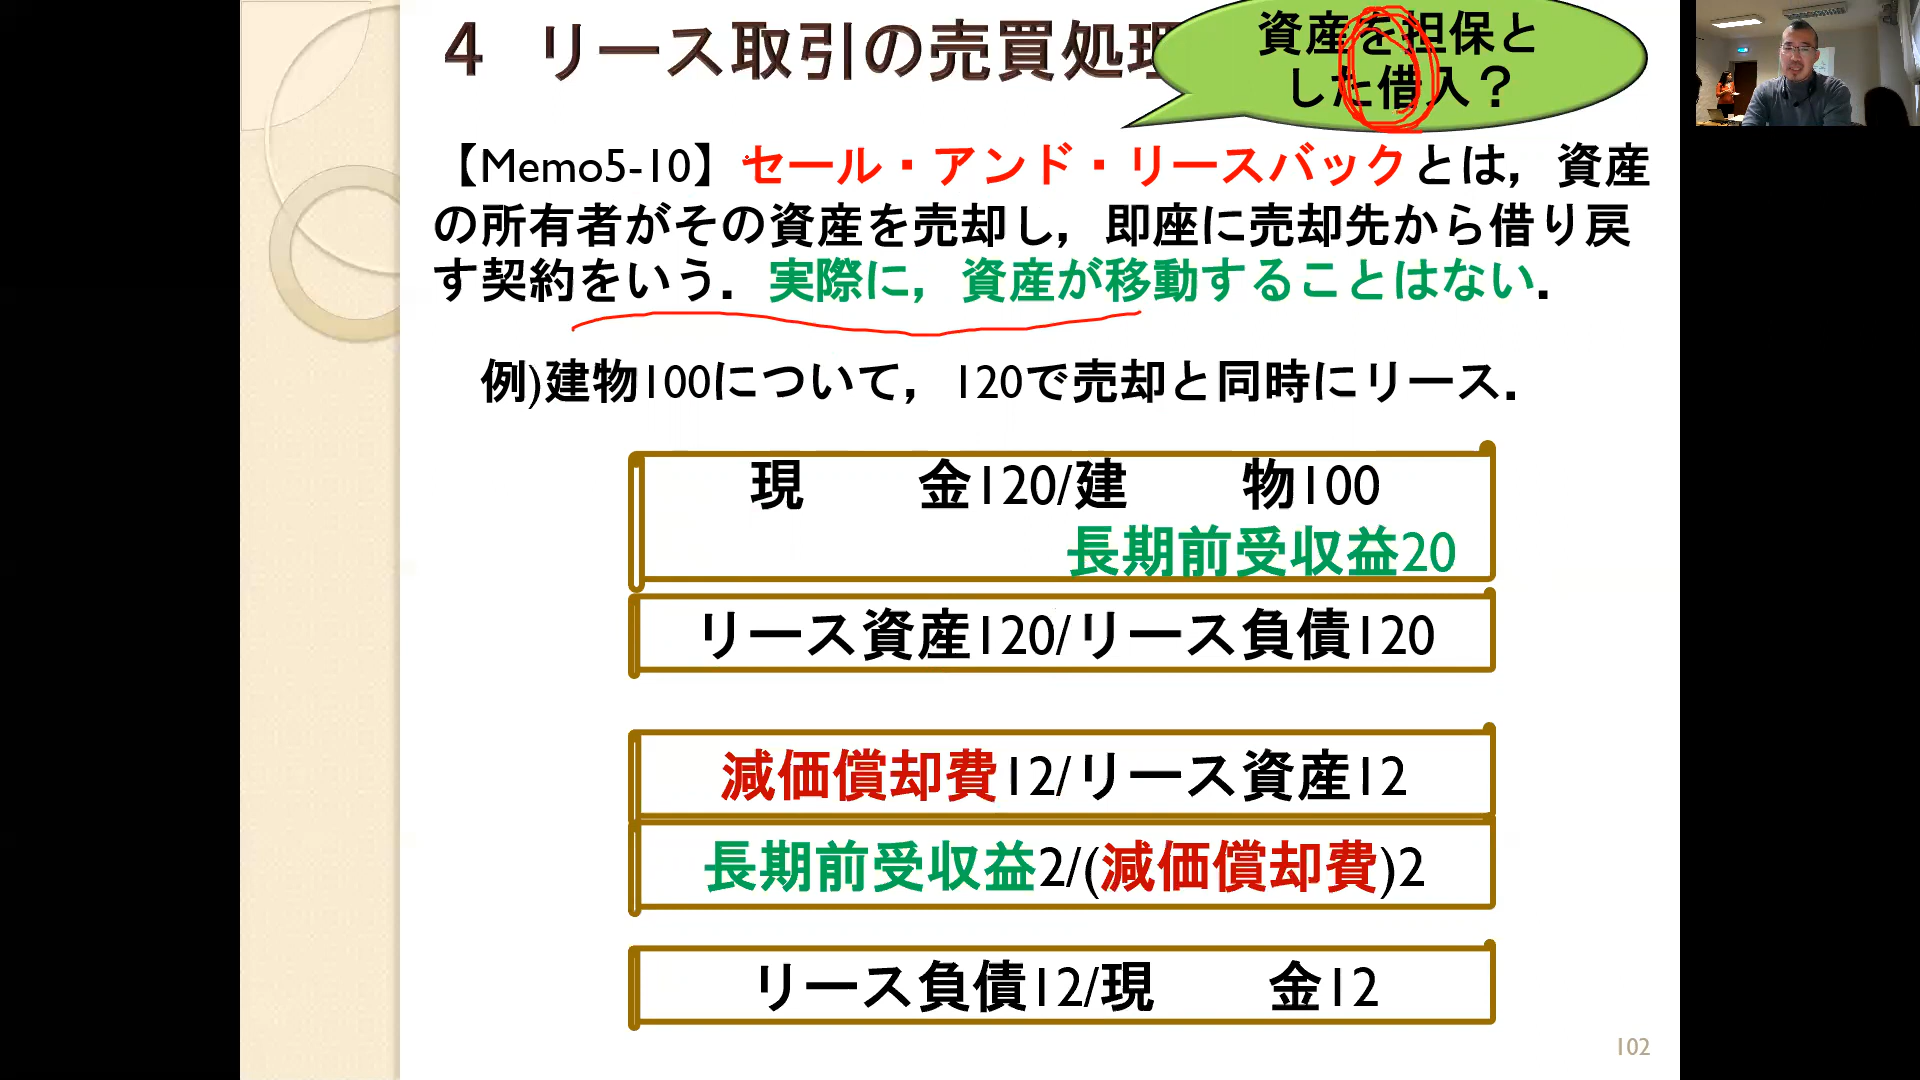 4 リース取引の売買処理
資産を担保と
した借入？
【Memo5-10】セール・アンド・リースバックとは，資産
の所有者がその資産を売却し，即座に売却先から借り戻
す契約をいう．実際に，資産が移動することはない．
例)建物100について，120で売却と同時にリース．
現 金120/建 物100
長期前受収益20
リース資産120/リース負債120
減価償却費12/リース資産12
長期前受収益2/(減価償却費)2
リース負債12/現 金12
102